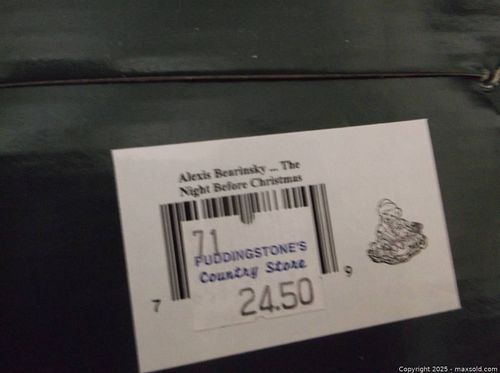 Alexis Bearinsky ... The
Night Before Christmas
71
PUDDINGSTONE'S
Country Store
24.50
7 9
Copyright © 2025 - maxsold.com